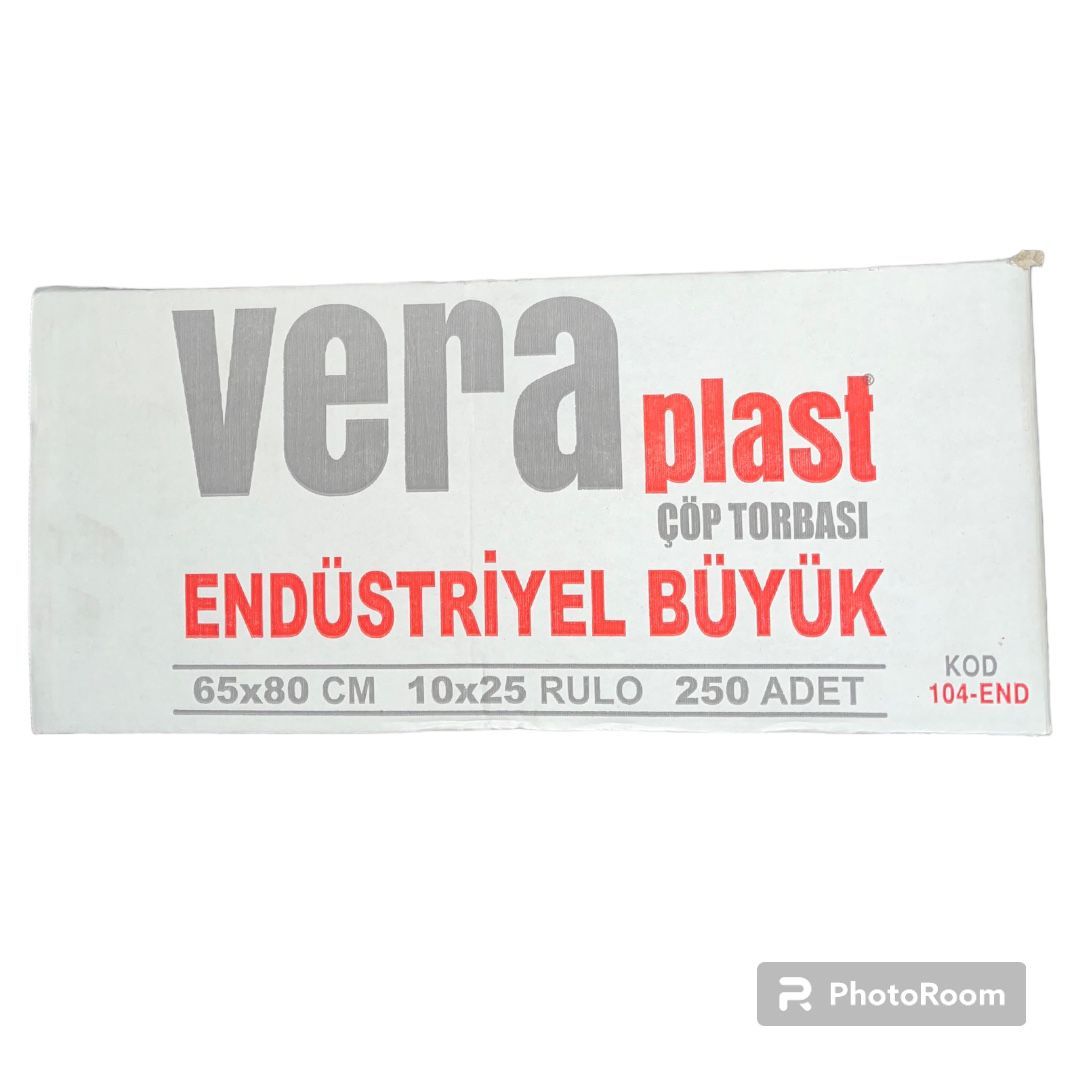 vera
plast®
ÇÖP TORBASI
ENDÜSTRİYEL BÜYÜK
65x80 CM 10x25 RULO 250 ADET
KOD
104-END
PhotoRoom